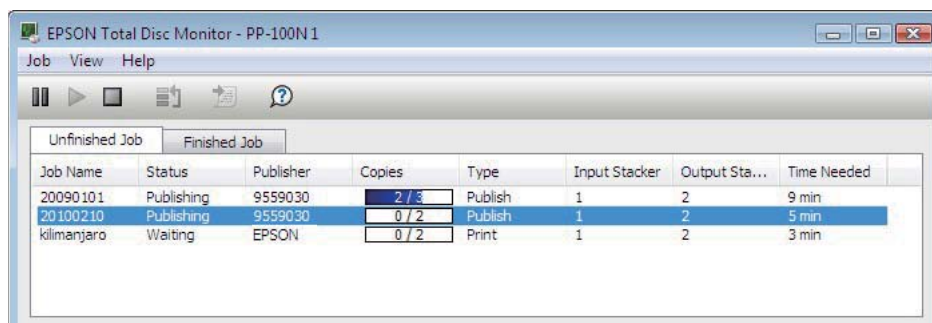 EPSON Total Disc Monitor - PP-100N 1
Job View Help
Unfinished Job Finished Job
Job Name Status Publisher Copies Type Input Stacker Output Sta... Time Needed
20090101 Publishing 9559030 2 / 3 Publish 1 2 9 min
20100210 Publishing 9559030 0 / 2 Publish 1 2 5 min
kilimanjaro Waiting EPSON 0 / 2 Print 1 2 3 min